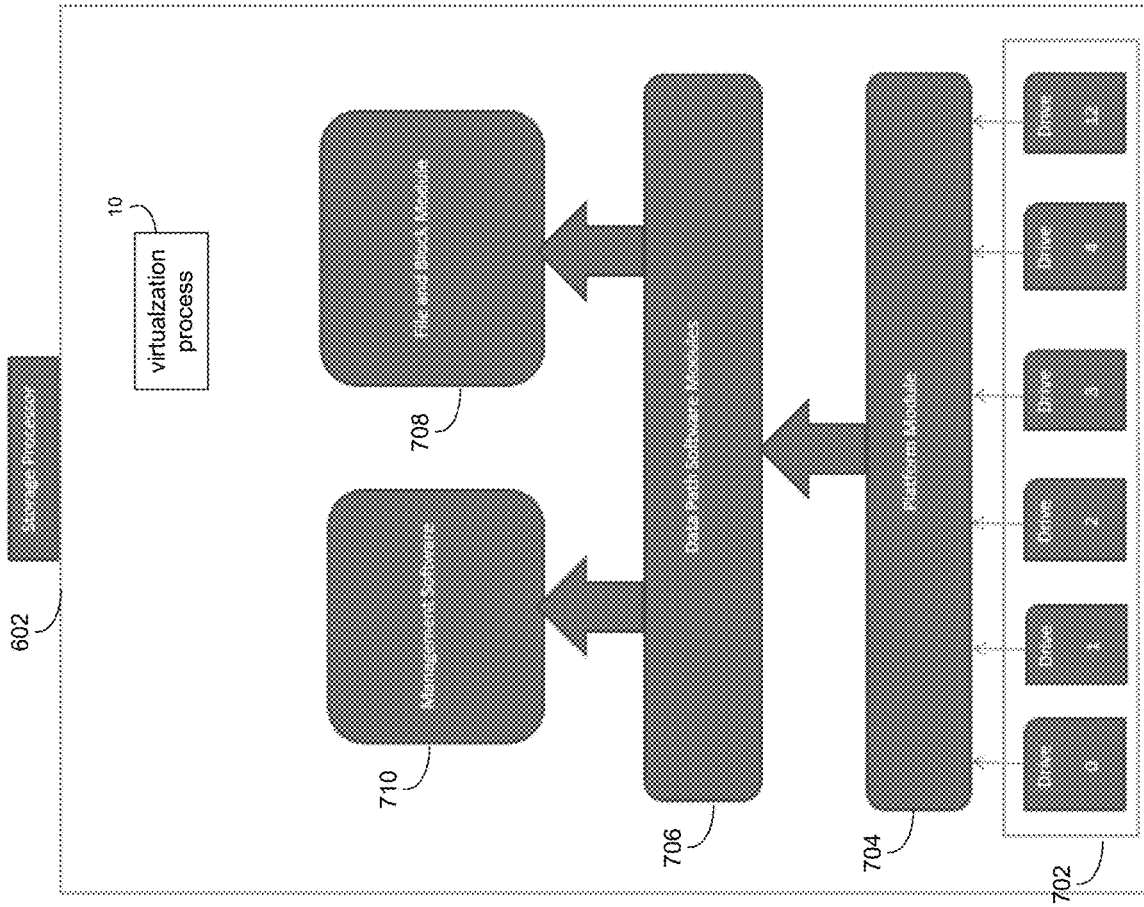 602
Storage Processor
10
virtualzation
process
710
Management Software
708
File and Block Module
706
Data Path Software Modules
704
Platform Module
702
Drive
0
Drive
1
Drive
2
Drive
3
Drive
4
Drive